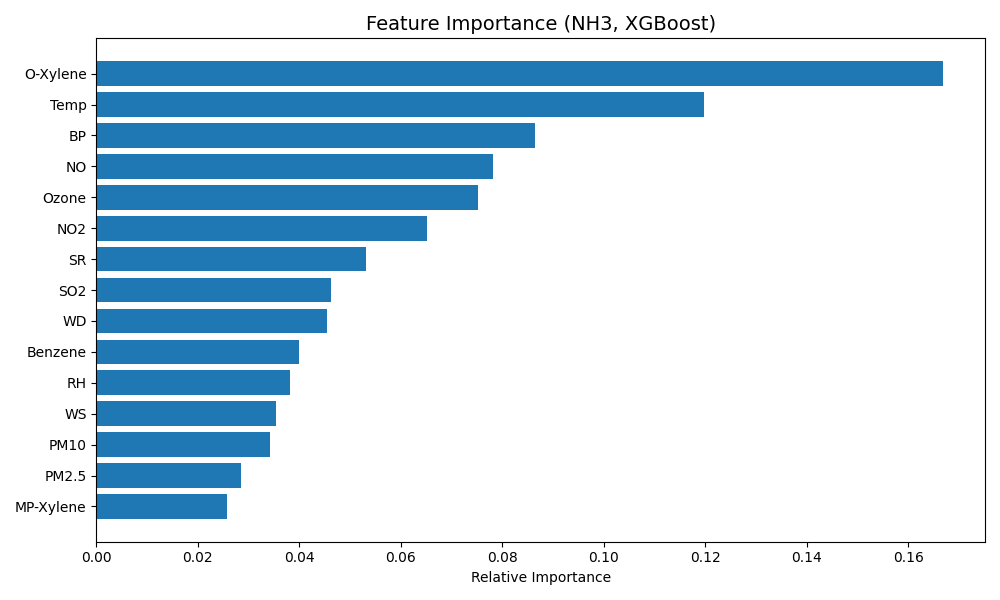 Feature Importance (NH3, XGBoost)
O-Xylene
Temp
BP
NO
Ozone
NO2
SR
SO2
WD
Benzene
RH
WS
PM10
PM2.5
MP-Xylene
0.00 0.02 0.04 0.06 0.08 0.10 0.12 0.14 0.16
Relative Importance